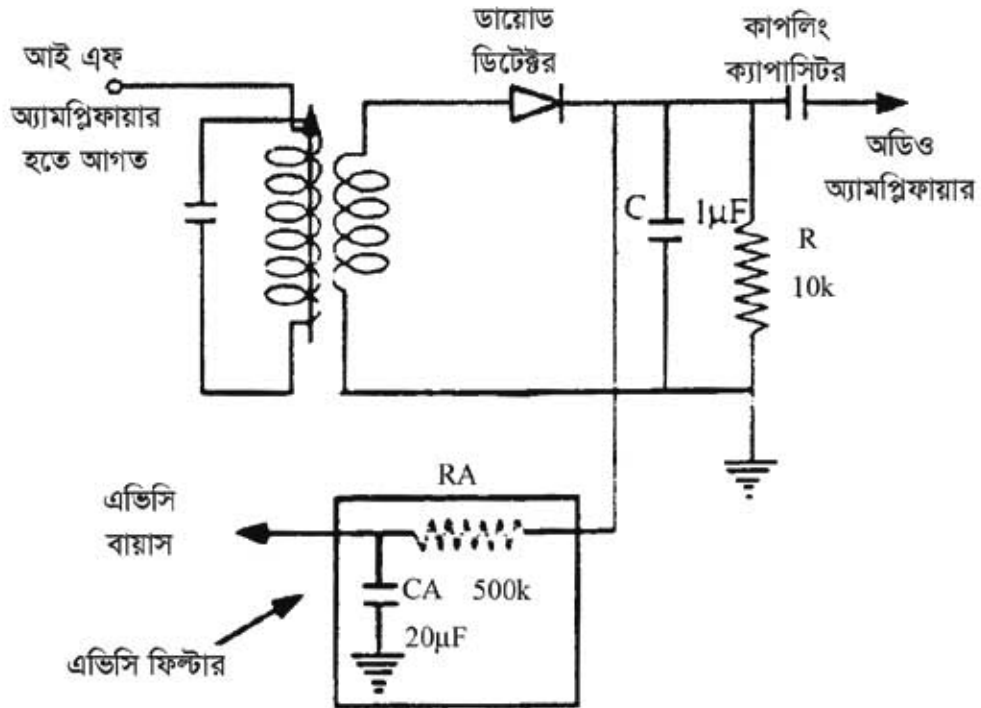 আই এফ
অ্যামপ্লিফায়ার
হতে আগত
ডায়োড
ডিটেক্টর
কাপলিং
ক্যাপাসিটর
অডিও
অ্যামপ্লিফায়ার
C
1μF
R
10k
RA
এভিসি
বায়াস
CA
500k
20μF
এভিসি ফিল্টার